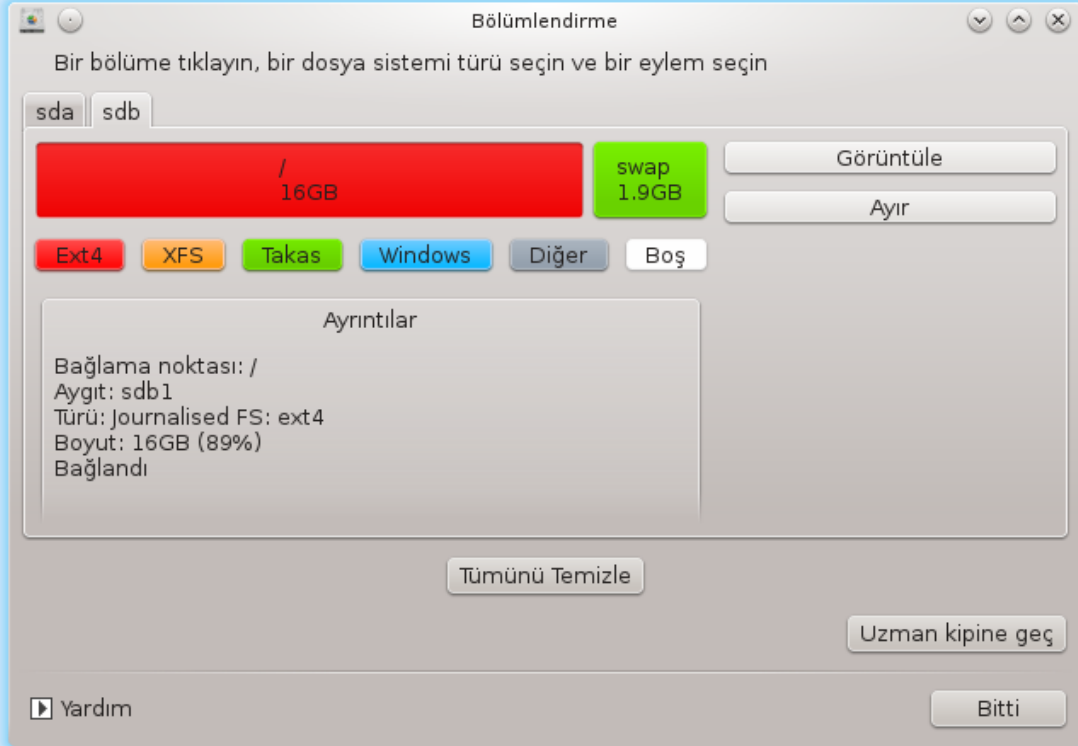 Bölümlendirme
Bir bölüme tıklayın, bir dosya sistemi türü seçin ve bir eylem seçin
sda sdb
/
16GB
swap
1.9GB
Görüntüle
Ayır
Ext4 XFS Takas Windows Diğer Boş
Ayrıntılar
Bağlama noktası: /
Aygıt: sdb1
Türü: Journalised FS: ext4
Boyut: 16GB (89%)
Bağlandı
Tümünü Temizle
Uzman kipine geç
Yardım
Bitti